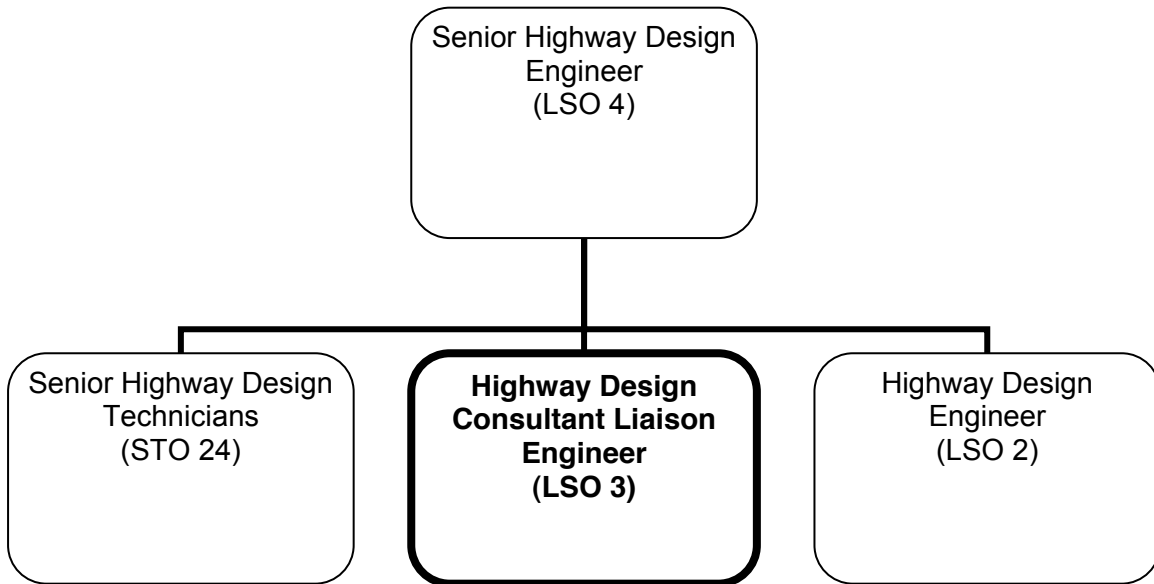 Senior Highway Design
Engineer
(LSO 4)
Senior Highway Design
Technicians
(STO 24)
Highway Design
Consultant Liaison
Engineer
(LSO 3)
Highway Design
Engineer
(LSO 2)